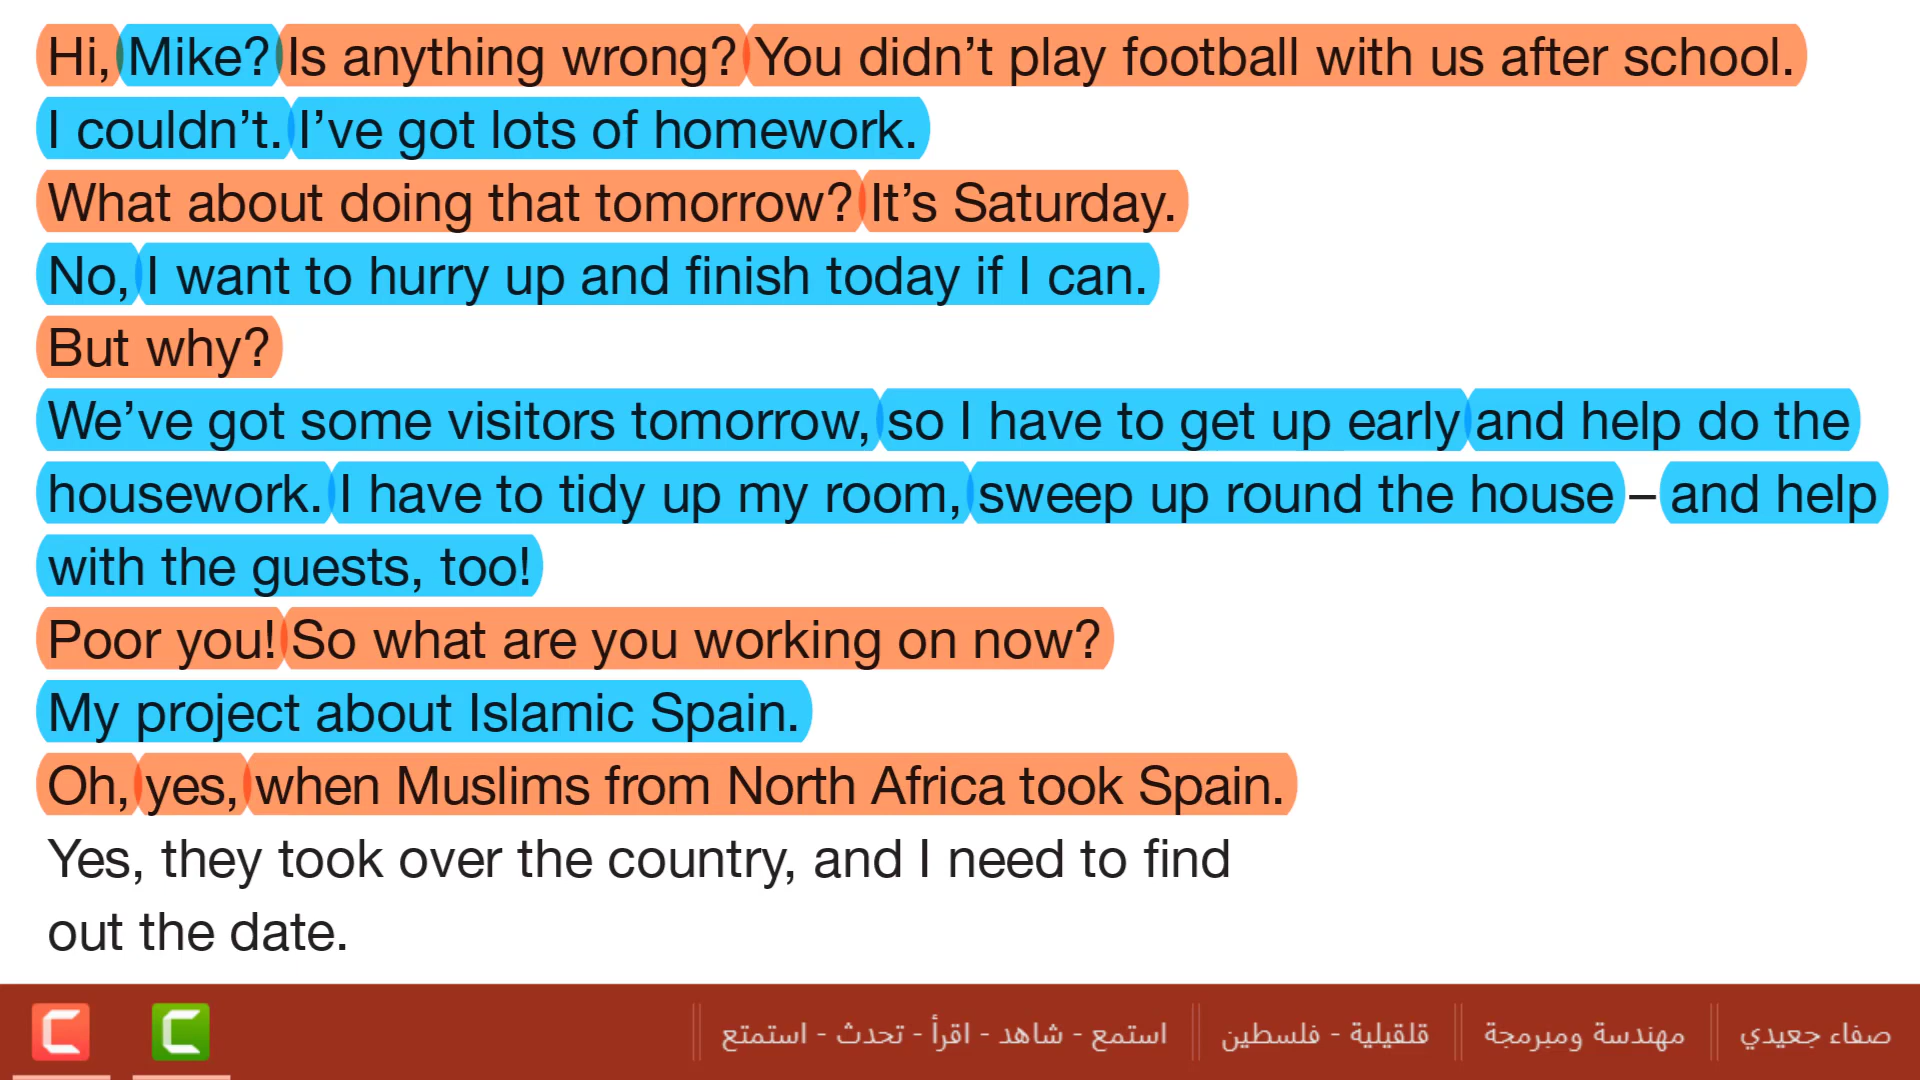 Hi, Mike? Is anything wrong? You didn’t play football with us after school.
I couldn’t. I’ve got lots of homework.
What about doing that tomorrow? It’s Saturday.
No, I want to hurry up and finish today if I can.
But why?
We’ve got some visitors tomorrow, so I have to get up early and help do the
housework. I have to tidy up my room, sweep up round the house – and help
with the guests, too!
Poor you! So what are you working on now?
My project about Islamic Spain.
Oh, yes, when Muslims from North Africa took Spain.
Yes, they took over the country, and I need to find
out the date.
صفاء جعيدي || مهندسة ومبرمجة || قلقيلية - فلسطين || استمع - شاهد - اقرأ - تحدث - استمتع ||